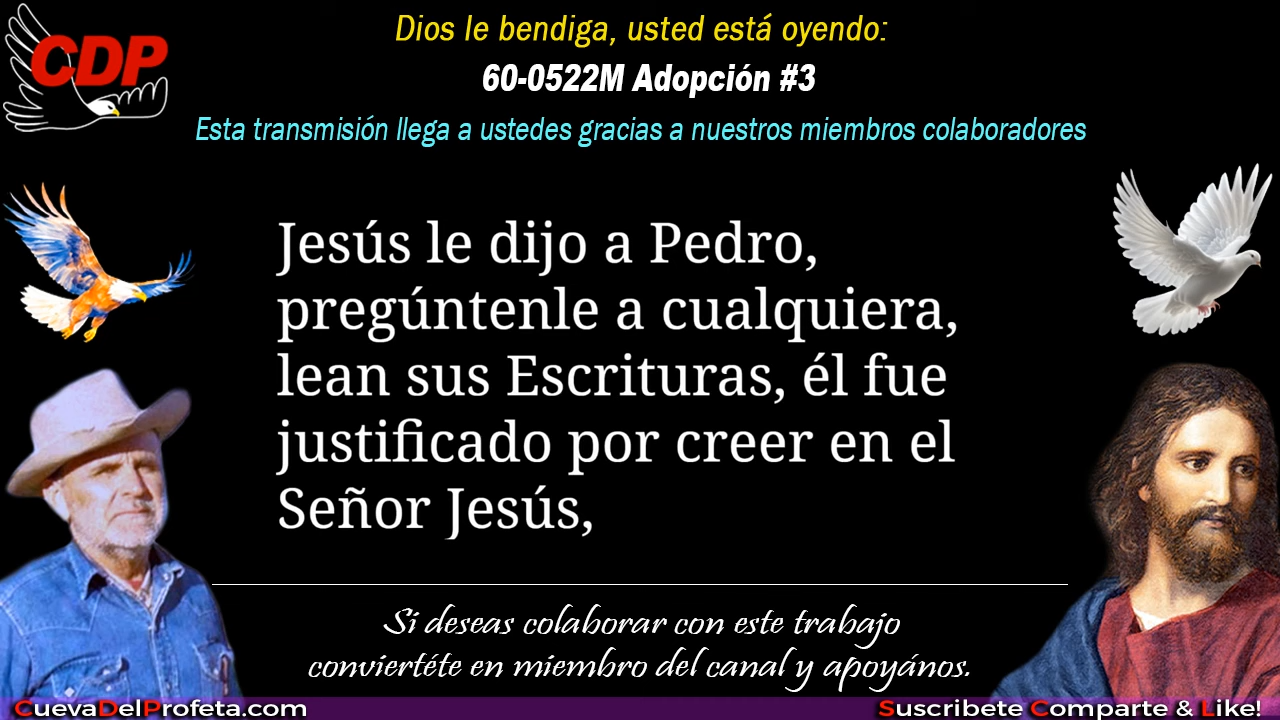 CDP
Dios le bendiga, usted está oyendo:
60-0522M Adopción #3
Esta transmisión llega a ustedes gracias a nuestros miembros colaboradores
Jesús le dijo a Pedro,
pregúntenle a cualquiera,
lean sus Escrituras, él fue
justificado por creer en el
Señor Jesús,
Si deseas colaborar con este trabajo
conviertéte en miembro del canal y apoyános.
CuevaDelProfeta.com
Suscribete Comparte & Like!